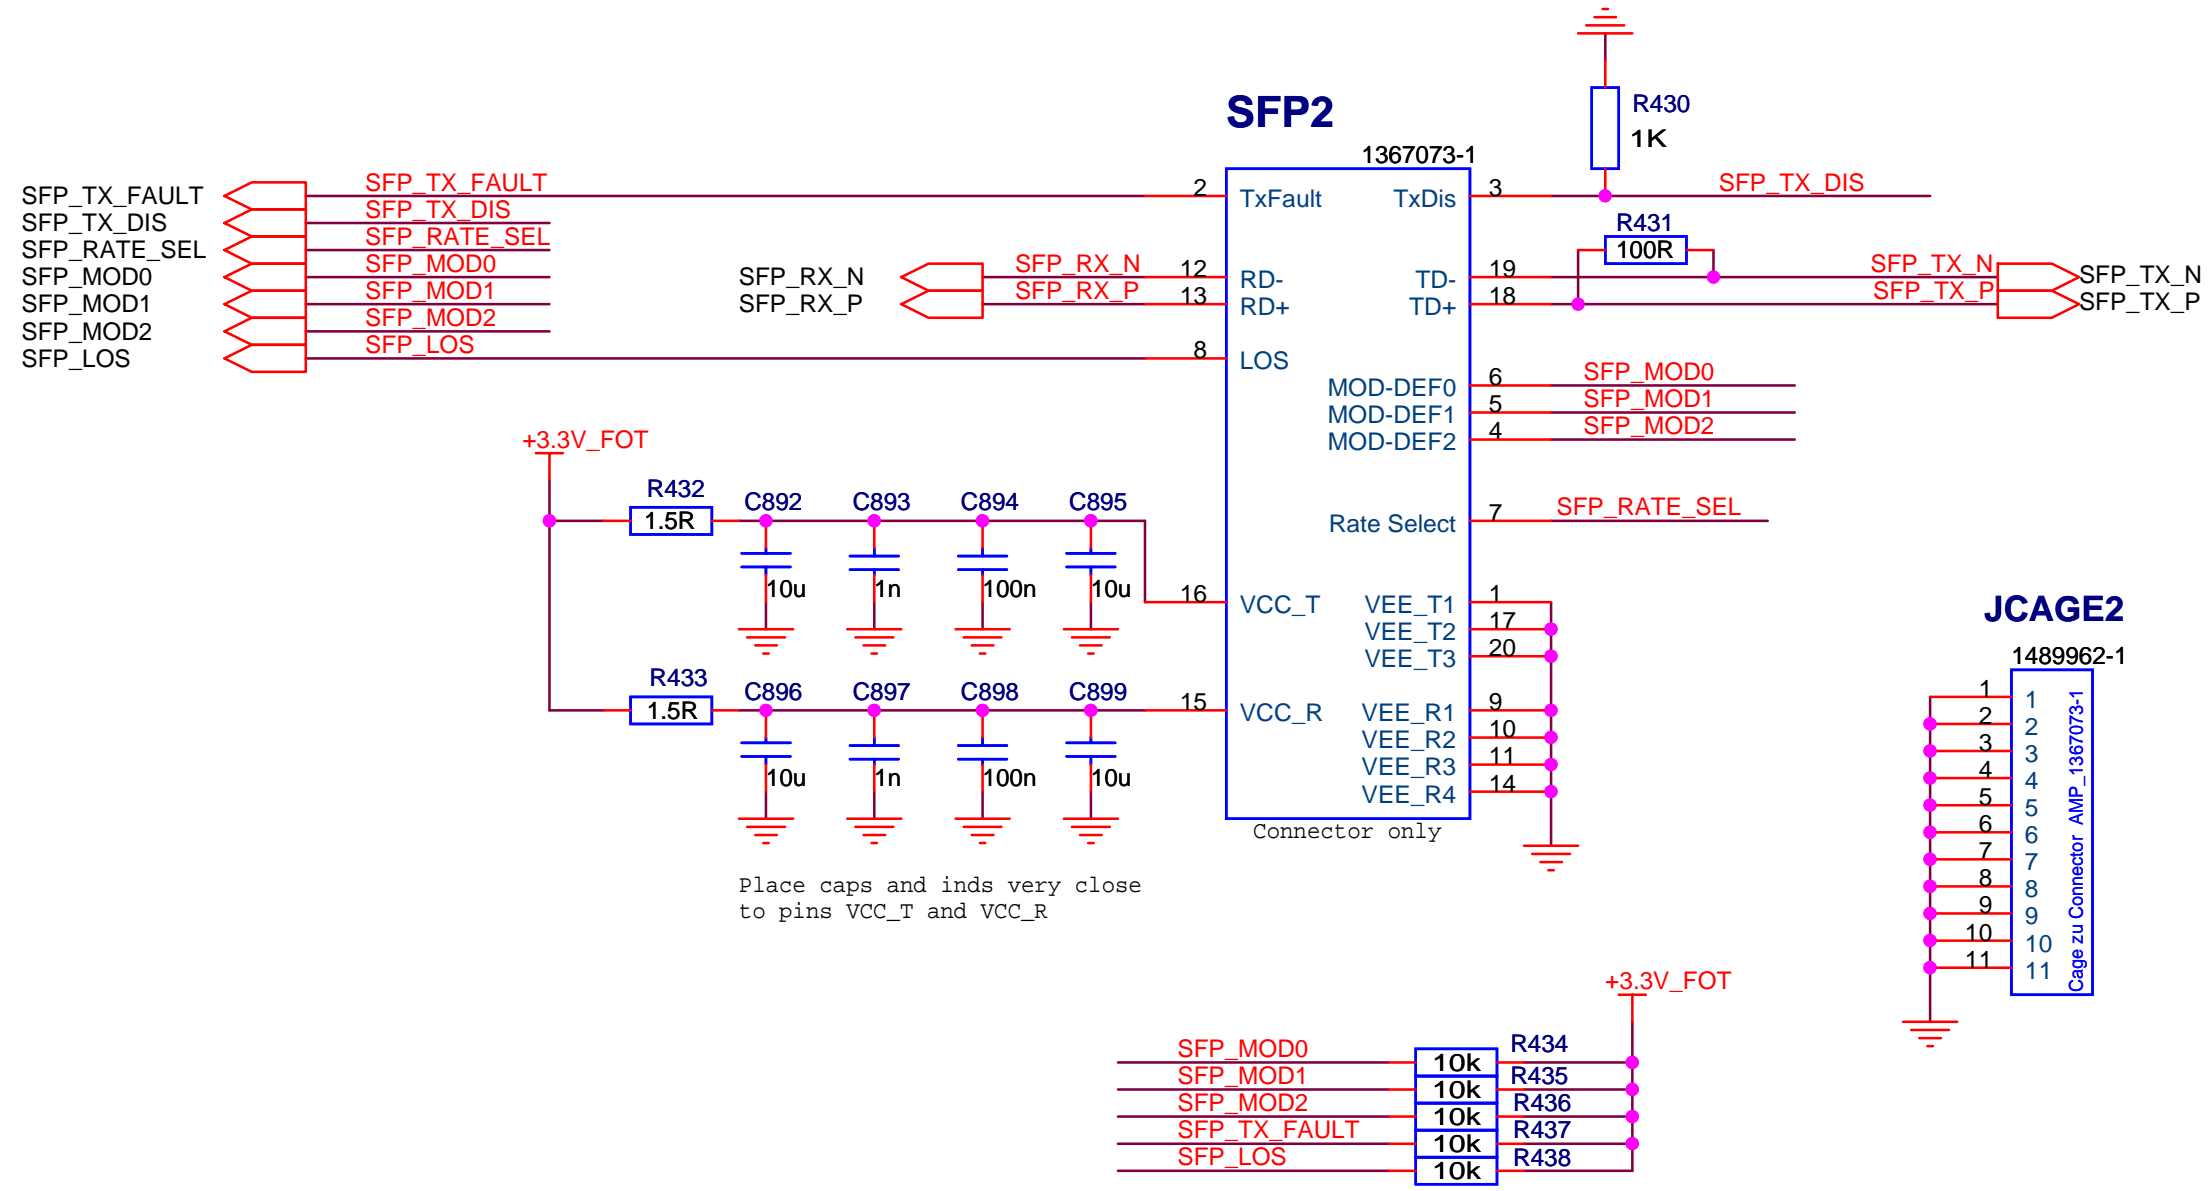 SFP2
1367073-1
R430
1K
SFP_TX_FAULT
SFP_TX_DIS
SFP_RATE_SEL
SFP_MOD0
SFP_MOD1
SFP_MOD2
SFP_LOS
SFP_TX_FAULT
SFP_TX_DIS
SFP_RATE_SEL
SFP_MOD0
SFP_MOD1
SFP_MOD2
SFP_LOS
SFP_RX_N
SFP_RX_P
SFP_RX_N
SFP_RX_P
2 TxFault
12 RD-
13 RD+
8 LOS
16 VCC_T
15 VCC_R
TxDis 3
TD- 19
TD+ 18
MOD-DEF0 6
MOD-DEF1 5
MOD-DEF2 4
Rate Select 7
VEE_T1 1
VEE_T2 17
VEE_T3 20
VEE_R1 9
VEE_R2 10
VEE_R3 11
VEE_R4 14
Connector only
SFP_TX_DIS
R431
100R
SFP_TX_N
SFP_TX_P
SFP_TX_N
SFP_TX_P
SFP_MOD0
SFP_MOD1
SFP_MOD2
SFP_RATE_SEL
+3.3V_FOT
R432
1.5R
C892 C893 C894 C895
10u 1n 100n 10u
R433
1.5R
C896 C897 C898 C899
10u 1n 100n 10u
Place caps and inds very close
to pins VCC_T and VCC_R
JCAGE2
1489962-1
1 1
2 2
3 3
4 4
5 5
6 6
7 7
8 8
9 9
10 10
11 11
Cage zu Connector AMP_1367073-1
+3.3V_FOT
SFP_MOD0 10k R434
SFP_MOD1 10k R435
SFP_MOD2 10k R436
SFP_TX_FAULT 10k R437
SFP_LOS 10k R438